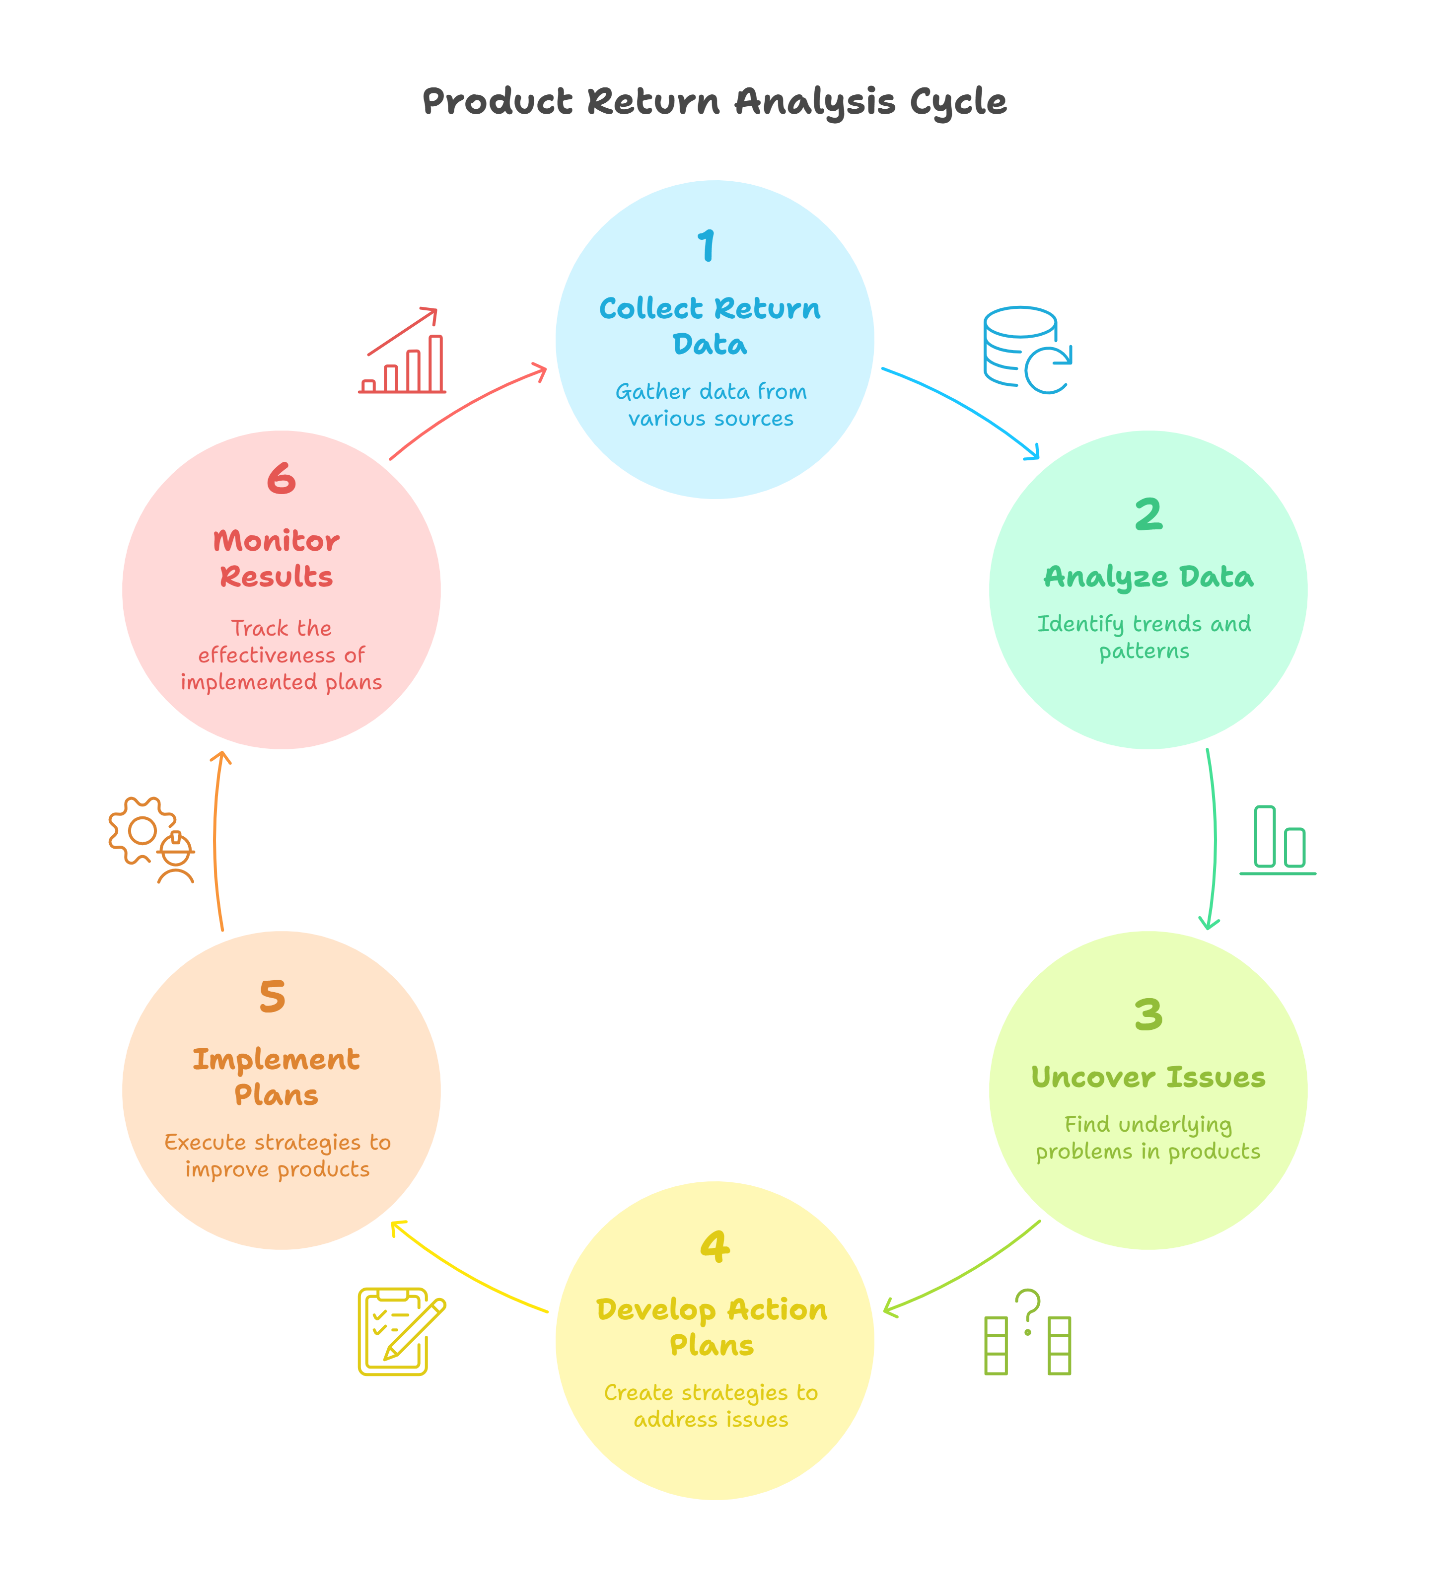 Product Return Analysis Cycle
1
Collect Return
Data
Gather data from
various sources
2
Analyze Data
Identify trends and
patterns
3
Uncover Issues
Find underlying
problems in products
4
Develop Action
Plans
Create strategies to
address issues
5
Implement
Plans
Execute strategies to
improve products
6
Monitor
Results
Track the
effectiveness of
implemented plans
?